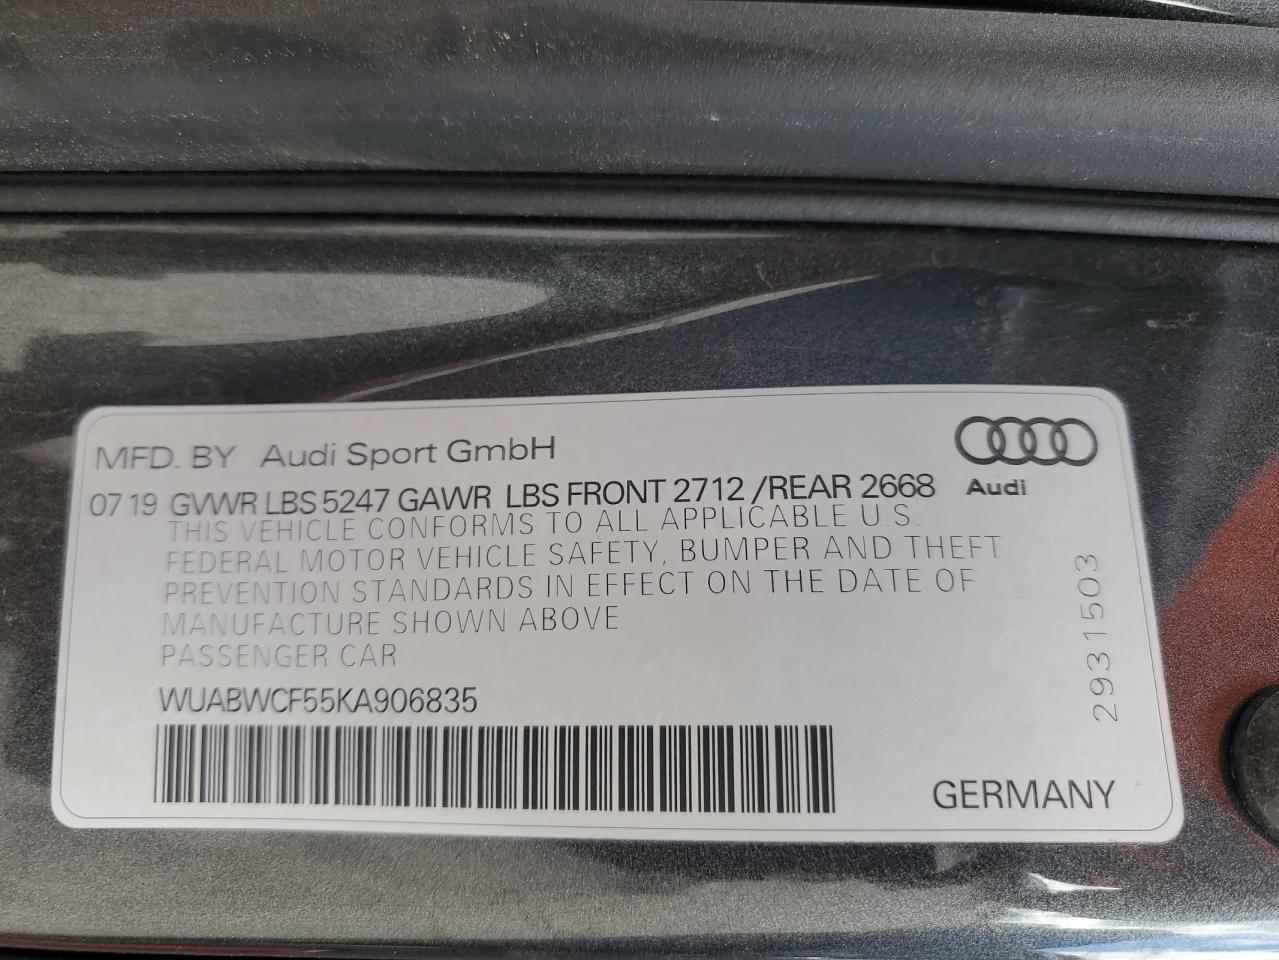 MFD. BY Audi Sport GmbH
07 19 GVWR LBS 5247 GAWR LBS FRONT 2712 /REAR 2668
Audi
THIS VEHICLE CONFORMS TO ALL APPLICABLE U.S.
FEDERAL MOTOR VEHICLE SAFETY, BUMPER AND THEFT
PREVENTION STANDARDS IN EFFECT ON THE DATE OF
MANUFACTURE SHOWN ABOVE
PASSENGER CAR
WUABWCF55KA906835
2931503
GERMANY